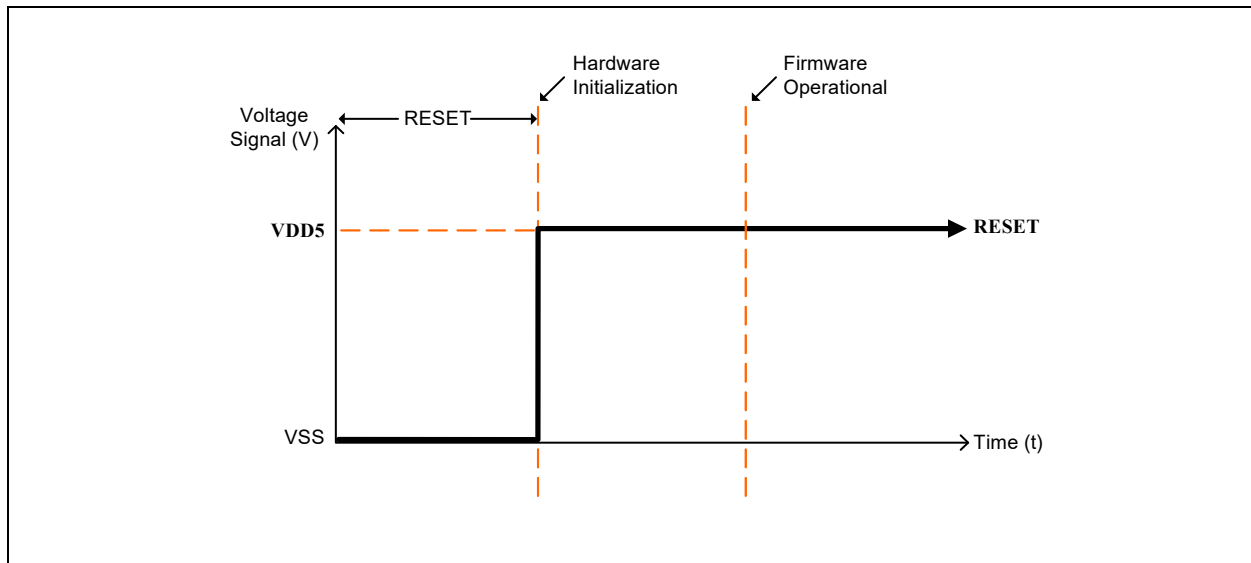 Hardware
Initialization
Firmware
Operational
Voltage
Signal (V)
RESET
VDD5
RESET
VSS
Time (t)